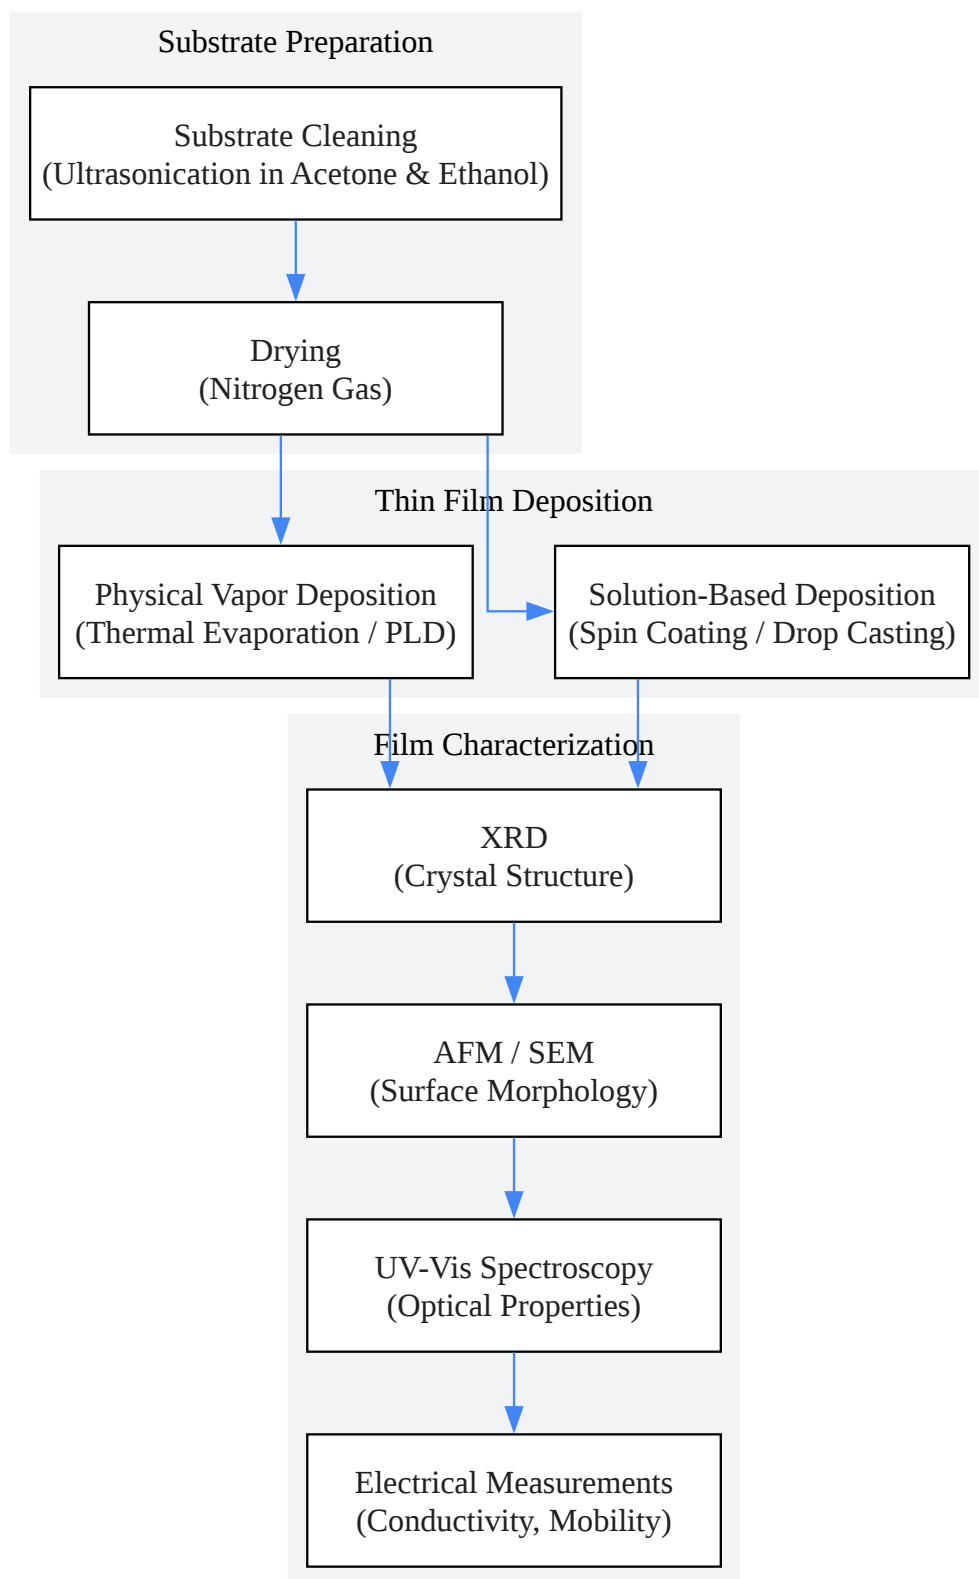 Substrate Preparation
Substrate Cleaning
(Ultrasonication in Acetone & Ethanol)
Drying
(Nitrogen Gas)
Thin Film Deposition
Physical Vapor Deposition
(Thermal Evaporation / PLD)
Solution-Based Deposition
(Spin Coating / Drop Casting)
Film Characterization
XRD
(Crystal Structure)
AFM / SEM
(Surface Morphology)
UV-Vis Spectroscopy
(Optical Properties)
Electrical Measurements
(Conductivity, Mobility)